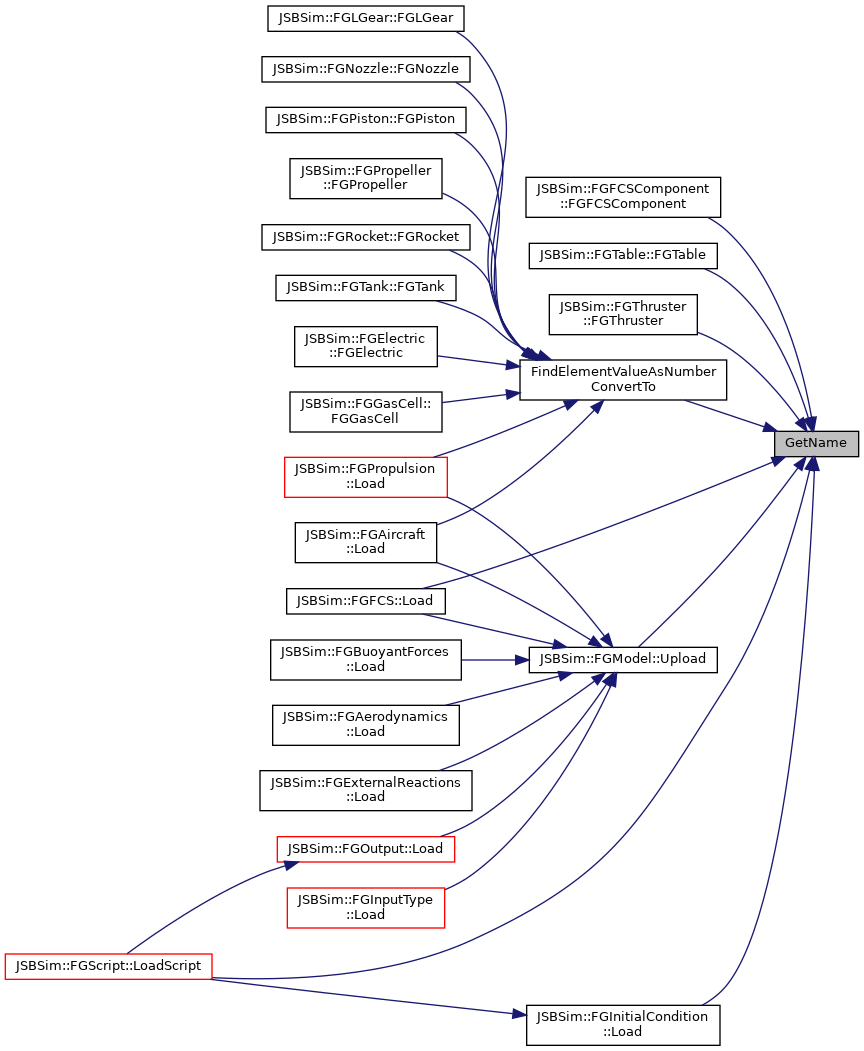 JSBSim::FGLGear::FGLGear
JSBSim::FGNozzle::FGNozzle
JSBSim::FGPiston::FGPiston
JSBSim::FGPropeller
::FGPropeller
JSBSim::FGRocket::FGRocket
JSBSim::FGTank::FGTank
JSBSim::FGElectric
::FGElectric
JSBSim::FGGasCell::
FGGasCell
JSBSim::FGPropulsion
::Load
JSBSim::FGAircraft
::Load
JSBSim::FGFCS::Load
JSBSim::FGBuoyantForces
::Load
JSBSim::FGAerodynamics
::Load
JSBSim::FGExternalReactions
::Load
JSBSim::FGOutput::Load
JSBSim::FGInputType
::Load
JSBSim::FGScript::LoadScript
JSBSim::FGFCSComponent
::FGFCSComponent
JSBSim::FGTable::FGTable
JSBSim::FGThruster
::FGThruster
FindElementValueAsNumber
ConvertTo
JSBSim::FGModel::Upload
JSBSim::FGInitialCondition
::Load
GetName